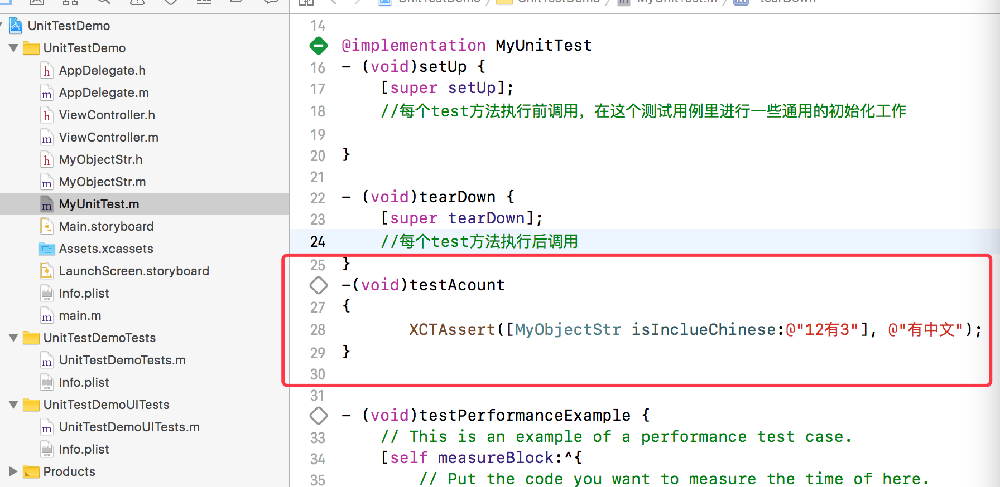 UnitTestDemo
UnitTestDemo
AppDelegate.h
AppDelegate.m
ViewController.h
ViewController.m
MyObjectStr.h
MyObjectStr.m
MyUnitTest.m
Main.storyboard
Assets.xcassets
LaunchScreen.storyboard
Info.plist
main.m
UnitTestDemoTests
UnitTestDemoTests.m
Info.plist
UnitTestDemoUITests
UnitTestDemoUITests.m
Info.plist
Products
14
@implementation MyUnitTest
16 - (void)setUp {
17 [super setUp];
18 //每个test方法执行前调用，在这个测试用例里进行一些通用的初始化工作
19
20 }
21
22 - (void)tearDown {
23 [super tearDown];
24 //每个test方法执行后调用
25 }
-(void)testAcount
27 {
28 XCTAssert([MyObjectStr isInclueChinese:@"12有3"], @"有中文");
29 }
30
31
- (void)testPerformanceExample {
33 // This is an example of a performance test case.
34 [self measureBlock:^{
35 // Put the code you want to measure the time of here.